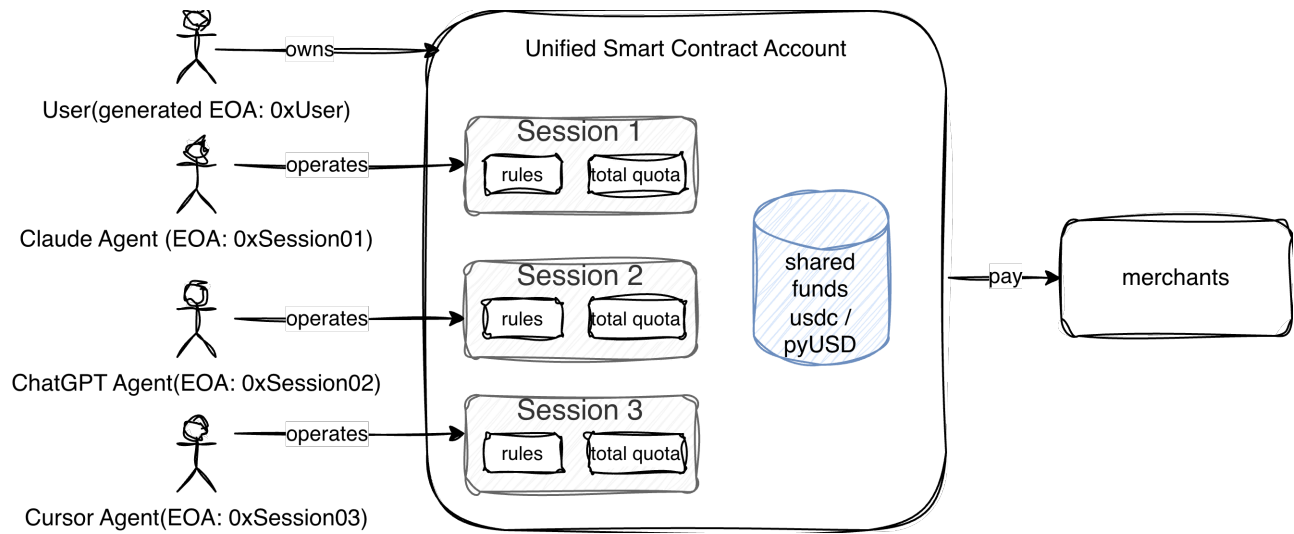 owns
Unified Smart Contract Account
User(generated EOA: 0xUser)
Session 1
operates
rules
total quota
Claude Agent (EOA: 0xSession01)
Session 2
operates
rules
total quota
ChatGPT Agent(EOA: 0xSession02)
Session 3
operates
rules
total quota
Cursor Agent(EOA: 0xSession03)
shared
funds
usdc /
pyUSD
pay
merchants